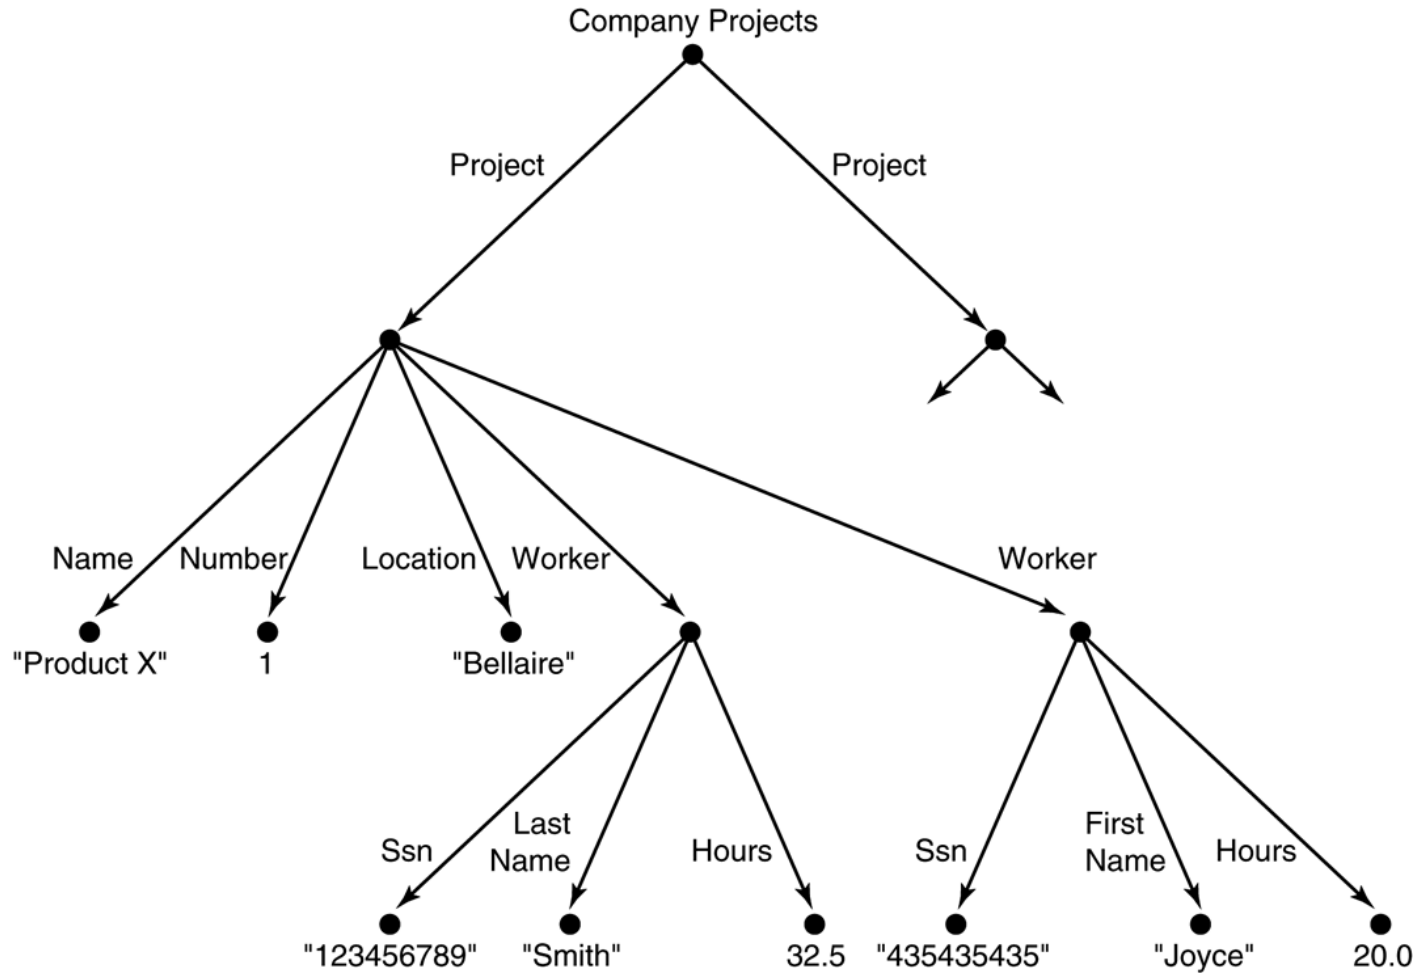 Company Projects
Project
Project
Name
Number
Location
Worker
Worker
"Product X"
1
"Bellaire"
Ssn
Last
Name
Hours
Ssn
First
Name
Hours
"123456789"
"Smith"
32.5
"435435435"
"Joyce"
20.0